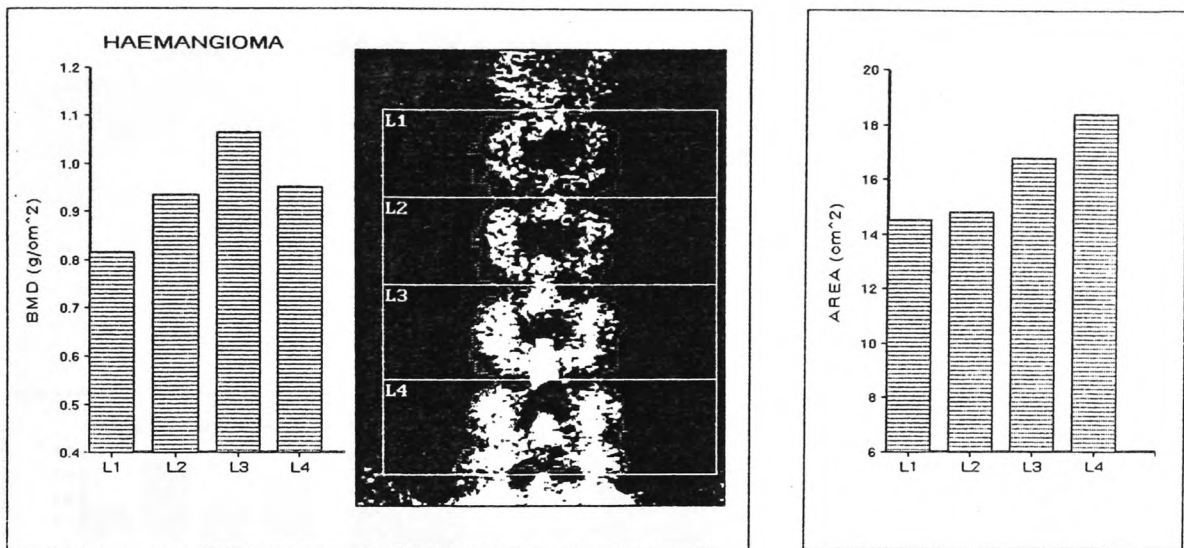 HAEMANGIOMA
BMD (g/cm^2)
1.2
1.1
1.0
0.9
0.8
0.7
0.6
0.5
0.4
L1 L2 L3 L4
L1
L2
L3
L4
AREA (cm^2)
20
18
16
14
12
10
8
6
L1 L2 L3 L4